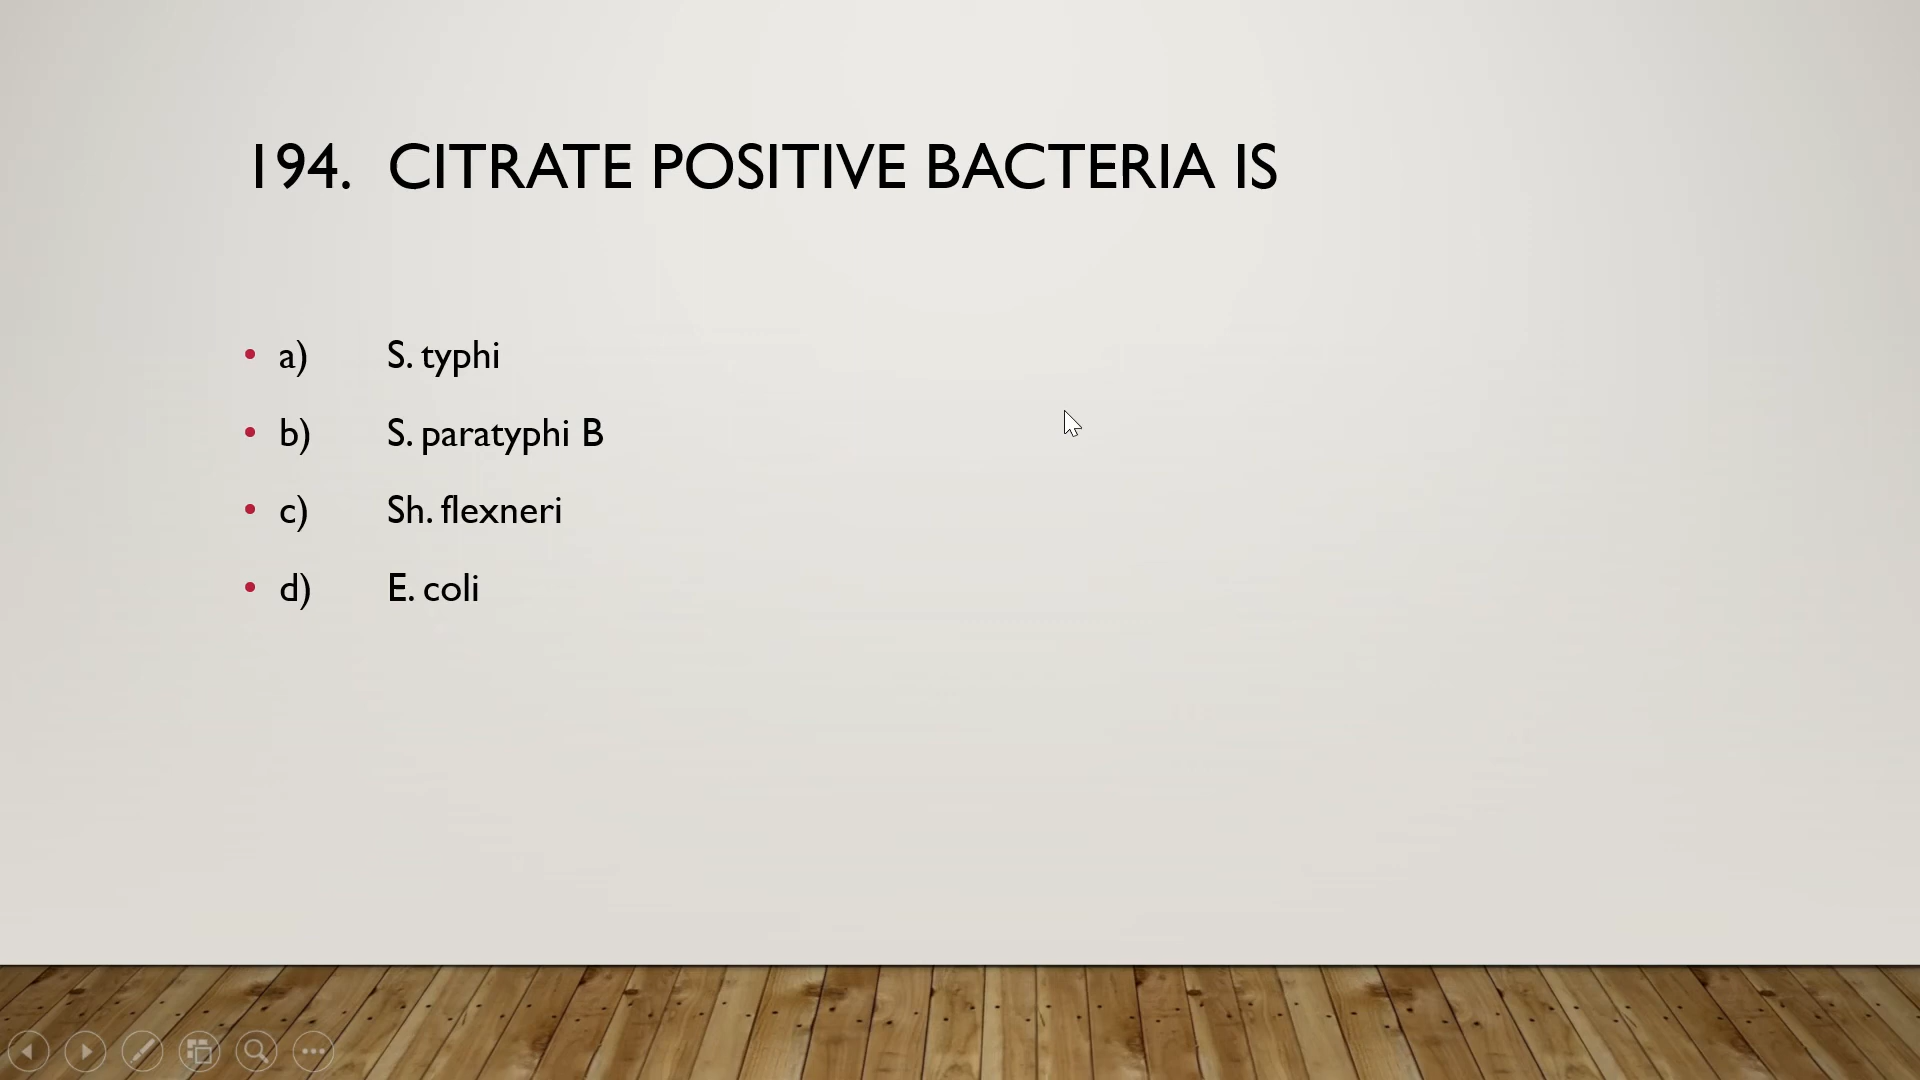 194. CITRATE POSITIVE BACTERIA IS
• a) S. typhi
• b) S. paratyphi B
• c) Sh. flexneri
• d) E. coli